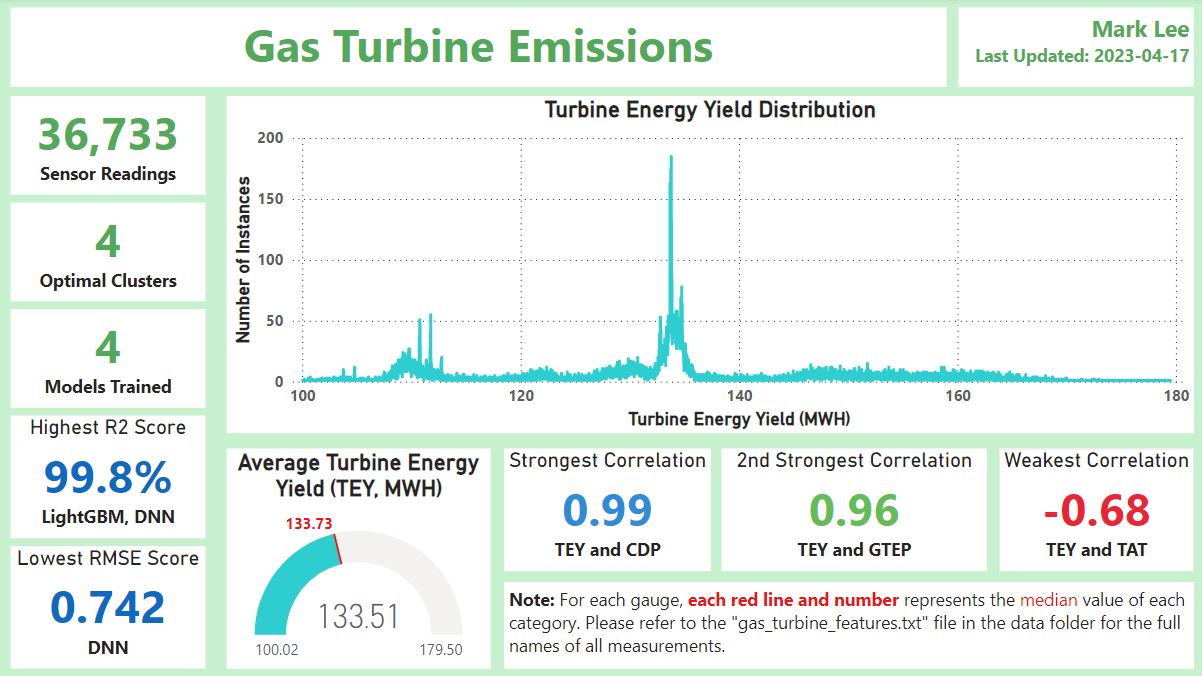 Gas Turbine Emissions
Mark Lee
Last Updated: 2023-04-17
36,733
Sensor Readings
4
Optimal Clusters
4
Models Trained
Highest R2 Score
99.8%
LightGBM, DNN
Lowest RMSE Score
0.742
DNN
Turbine Energy Yield Distribution
Number of Instances
200
150
100
50
0
100 120 140 160 180
Turbine Energy Yield (MWH)
Average Turbine Energy
Yield (TEY, MWH)
133.73
133.51
100.02 179.50
Strongest Correlation
0.99
TEY and CDP
2nd Strongest Correlation
0.96
TEY and GTEP
Weakest Correlation
-0.68
TEY and TAT
Note: For each gauge, each red line and number represents the median value of each
category. Please refer to the "gas_turbine_features.txt" file in the data folder for the full
names of all measurements.